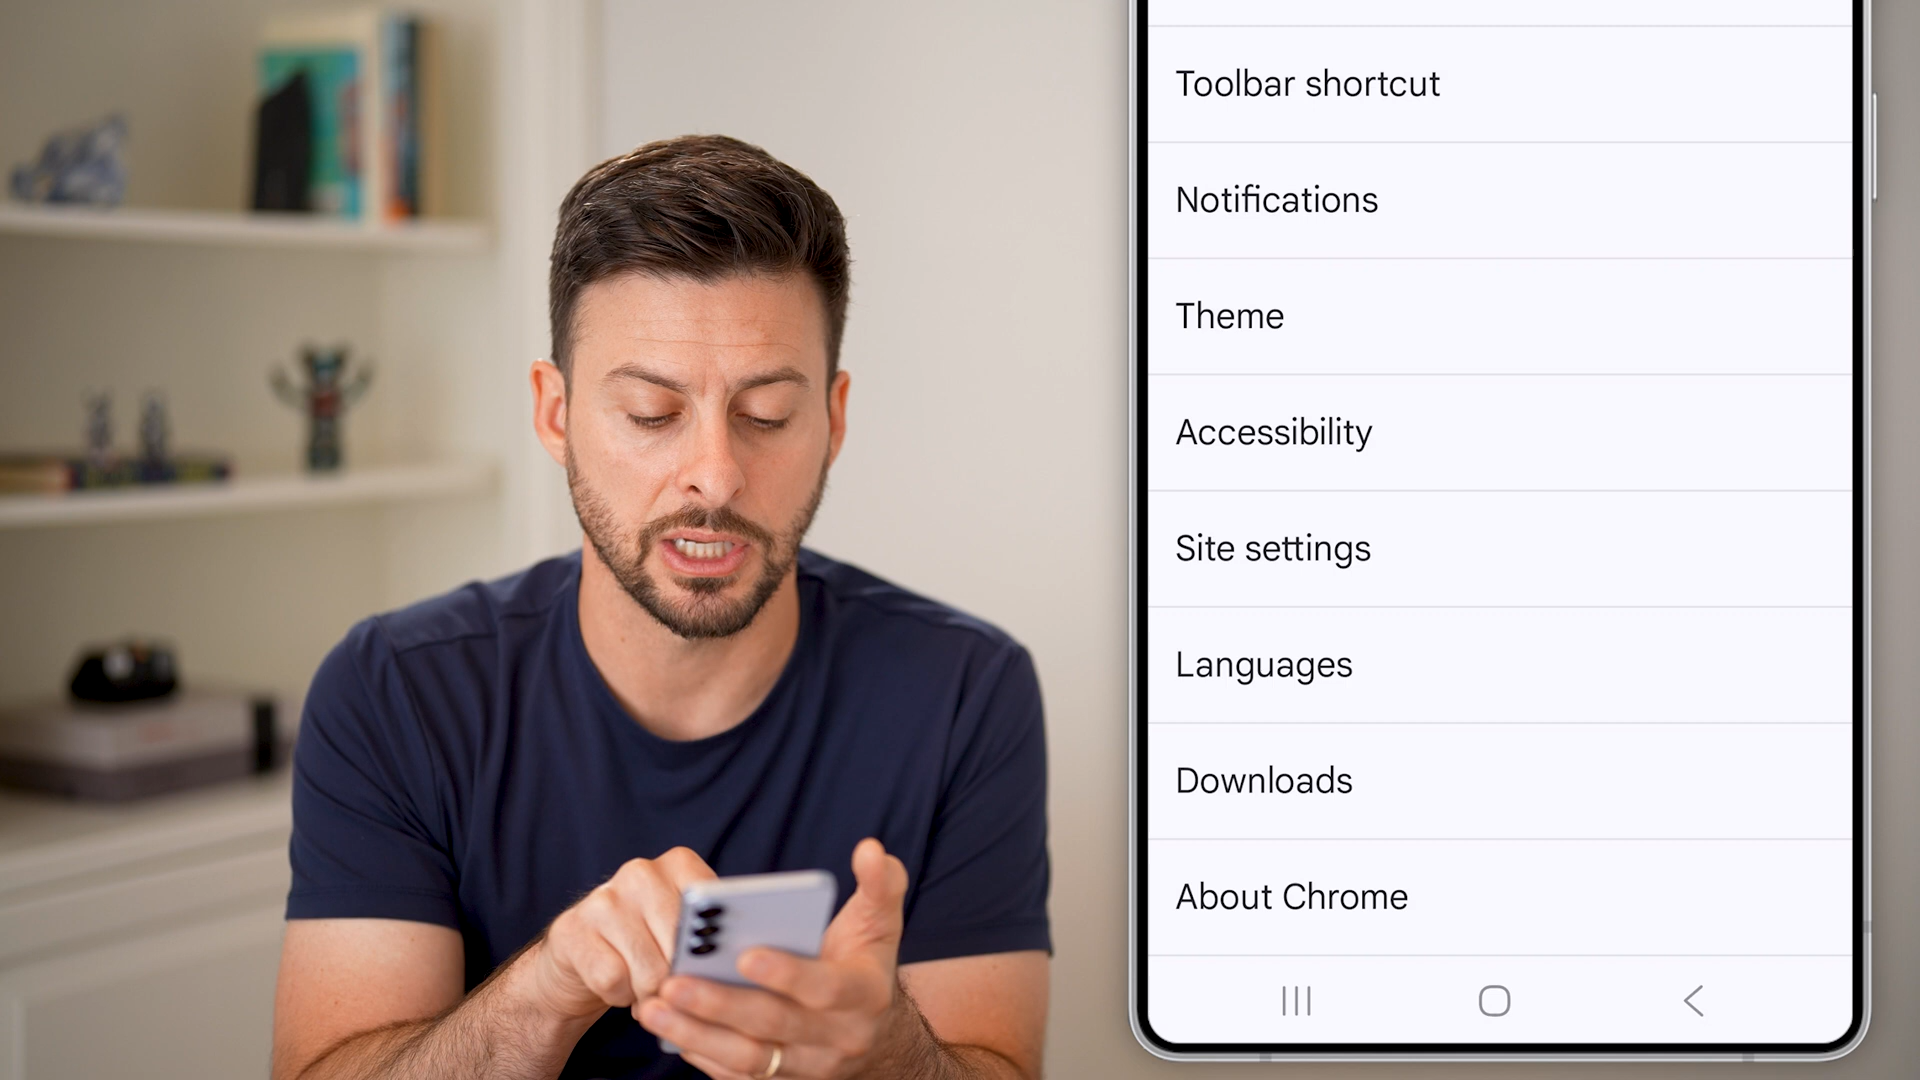 Toolbar shortcut
Notifications
Theme
Accessibility
Site settings
Languages
Downloads
About Chrome